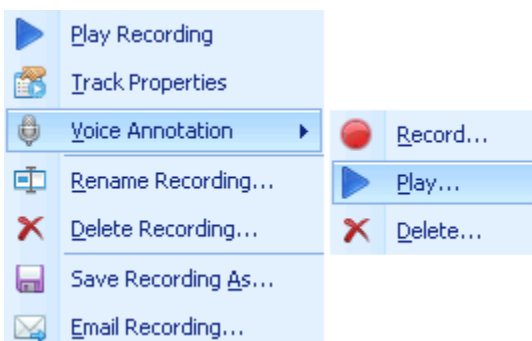 Play Recording
Track Properties
Voice Annotation
Record...
Play...
Delete...
Rename Recording...
Delete Recording...
Save Recording As...
Email Recording...